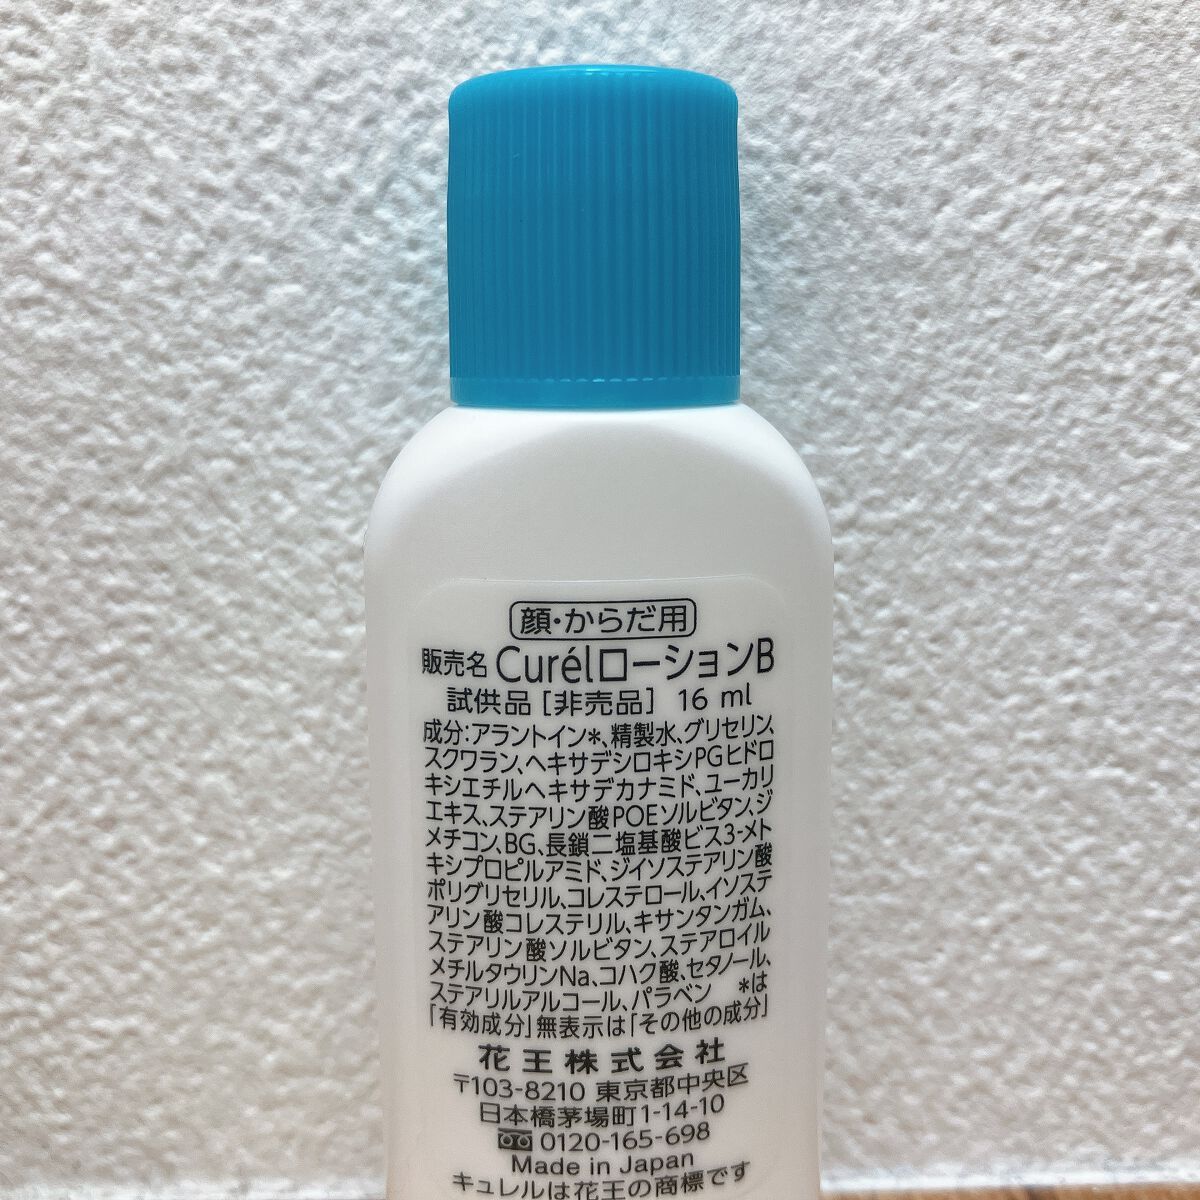 顔・からだ用
販売名 CurélローションB
試供品 [非売品] 16 ml
成分：アラントイン*、精製水、グリセリン、
スクワラン、ヘキサデシロキシPGヒドロ
キシエチルヘキサデカナミド、ユーカリ
エキス、ステアリン酸POEソルビタン、ジ
メチコン、BG、長鎖二塩基酸ビス3-メト
キシプロピルアミド、ジイソステアリン酸
ポリグリセリル、コレステロール、イソステ
アリン酸コレステリル、キサンタンガム、
ステアリン酸ソルビタン、ステアロイル
メチルタウリンNa、コハク酸、セタノール、
ステアリルアルコール、パラベン *は
「有効成分」無表示は「その他の成分」
花王株式会社
〒103-8210 東京都中央区
日本橋茅場町1-14-10
0120-165-698
Made in Japan
キュレルは花王の商標です